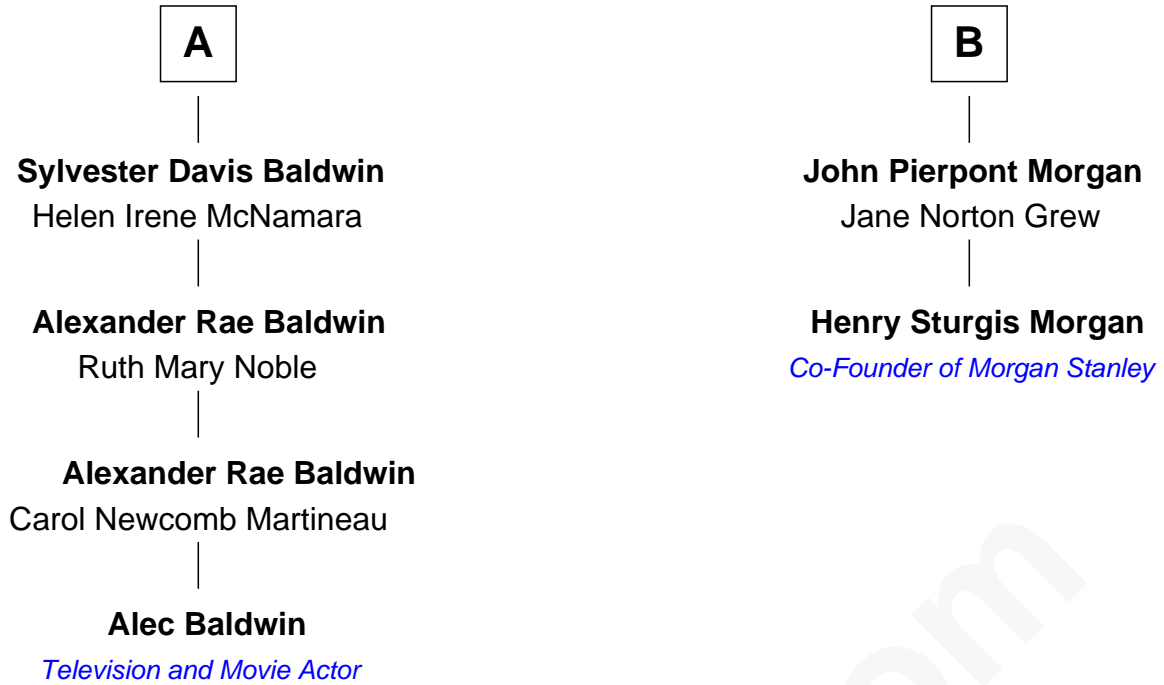 A
Sylvester Davis Baldwin
Helen Irene McNamara
Alexander Rae Baldwin
Ruth Mary Noble
Alexander Rae Baldwin
Carol Newcomb Martineau
Alec Baldwin
Television and Movie Actor
B
John Pierpont Morgan
Jane Norton Grew
Henry Sturgis Morgan
Co-Founder of Morgan Stanley
om